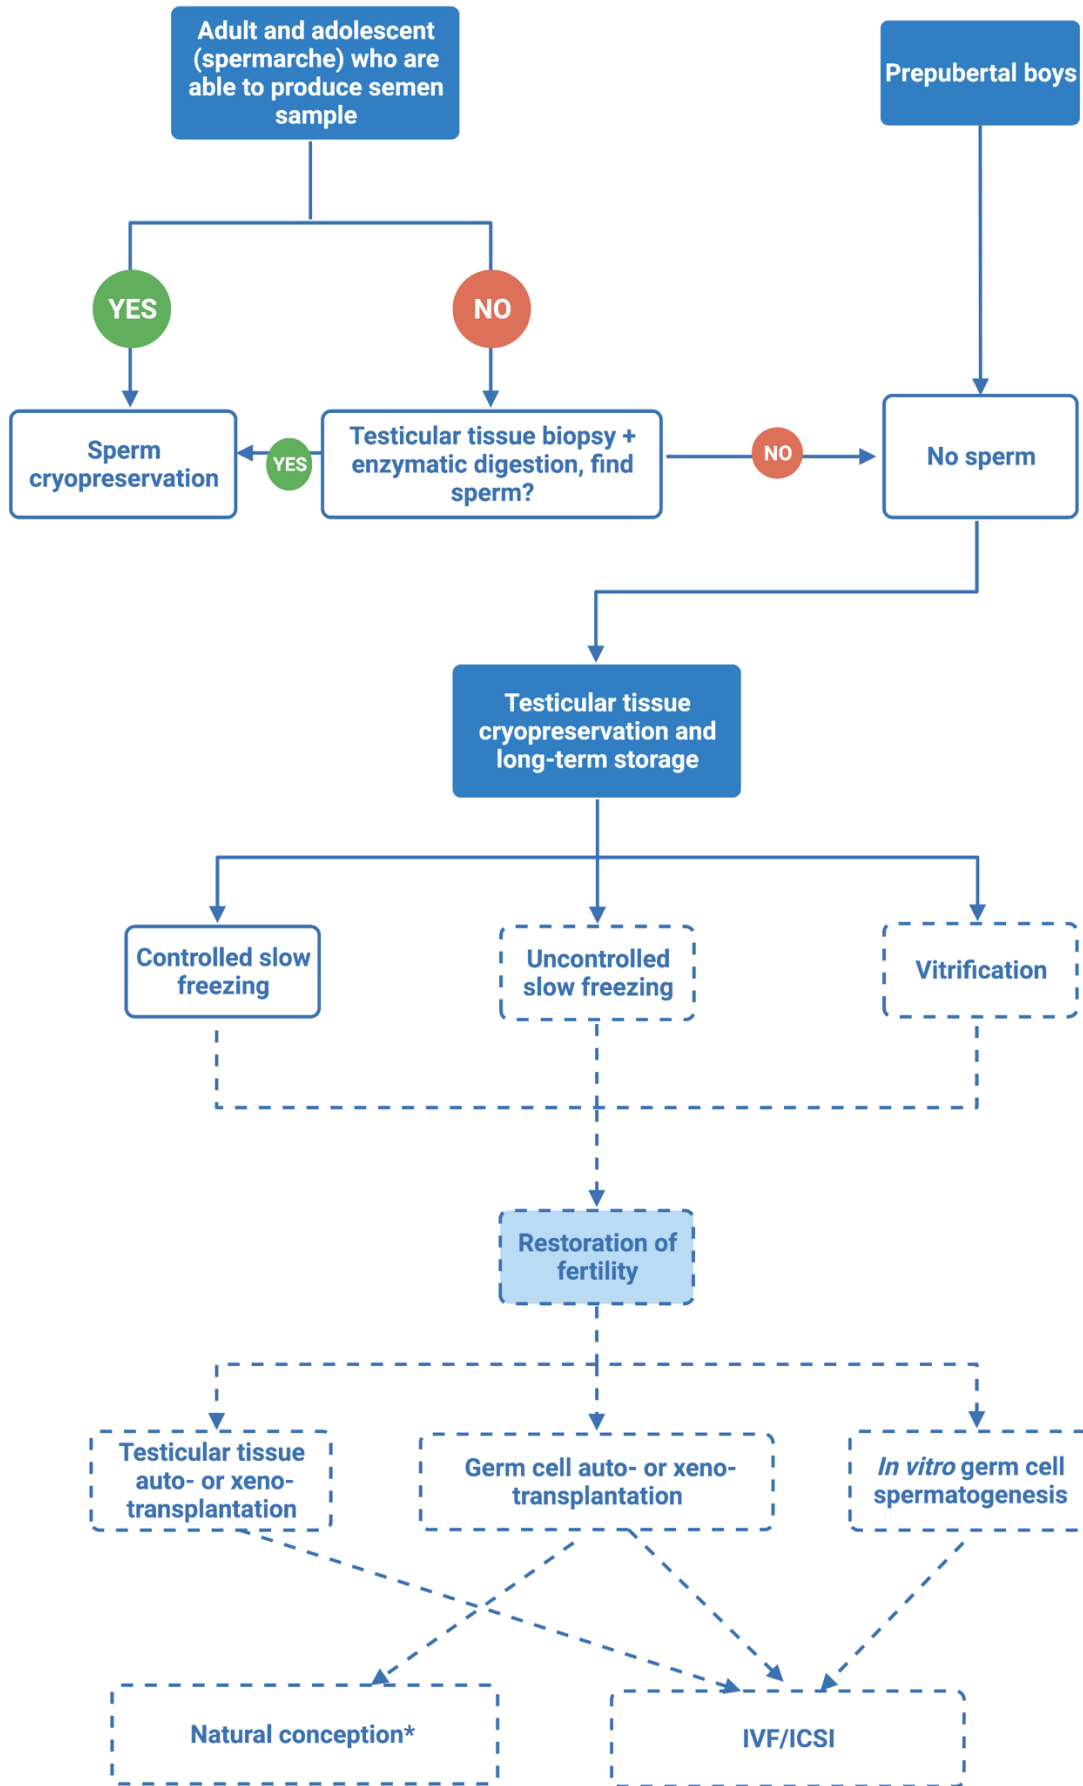 Adult and adolescent
(spermarche) who are
able to produce semen
sample
Prepubertal boys
YES
NO
Sperm
cryopreservation
YES
Testicular tissue biopsy +
enzymatic digestion, find
sperm?
NO
No sperm
Testicular tissue
cryopreservation and
long-term storage
Controlled slow
freezing
Uncontrolled
slow freezing
Vitrification
Restoration of
fertility
Testicular tissue
auto- or xeno-
transplantation
Germ cell auto- or xeno-
transplantation
In vitro germ cell
spermatogenesis
Natural conception*
IVF/ICSI